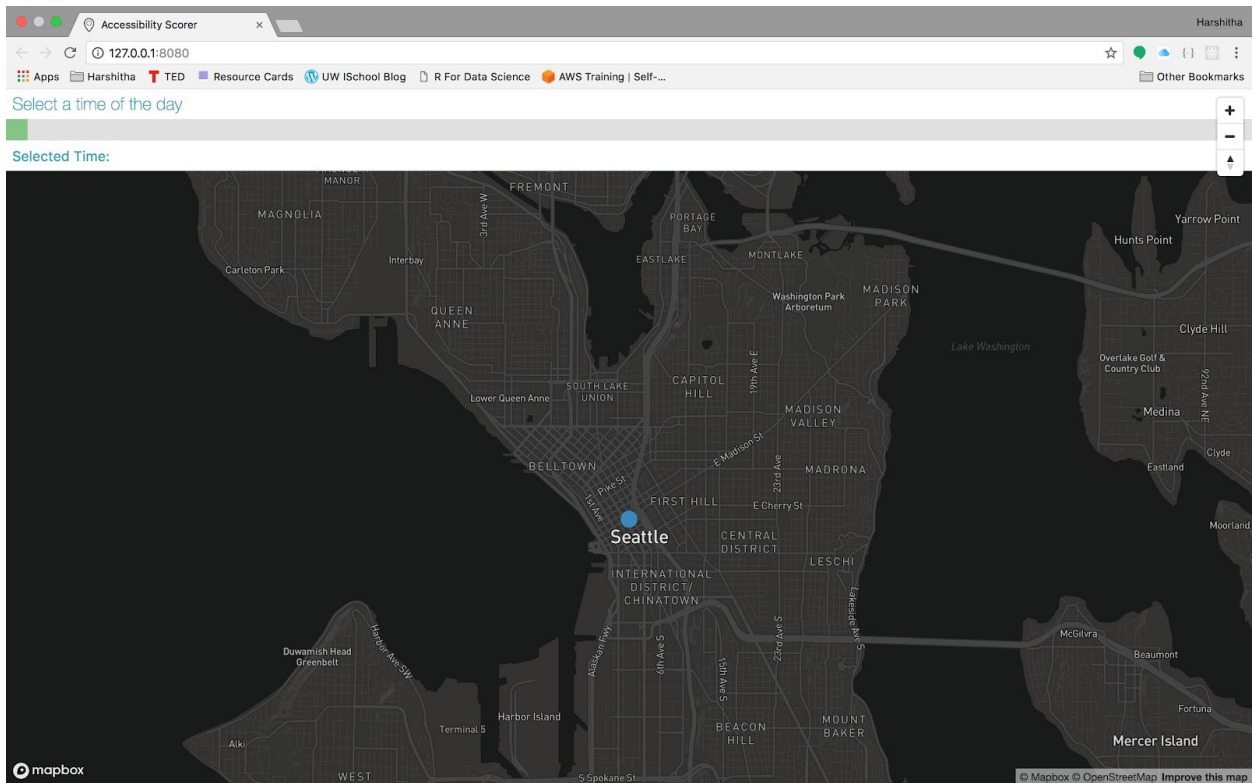 Accessibility Scorer
Harshitha
127.0.0.1:8080
Apps Harshitha TED Resource Cards UW ISchool Blog R For Data Science AWS Training | Self-... Other Bookmarks
Select a time of the day
Selected Time:
MANOR
FREMONT
MAGNOLIA
3rd Ave W
PORTAGE
BAY
Yarrow Point
Hunts Point
Interbay
EASTLAKE
MONTLAKE
Carleton Park
Washington Park
Arboretum
MADISON
PARK
QUEEN
ANNE
Clyde Hill
Lake Washington
Overlake Golf &
Country Club
SOUTH LAKE
UNION
CAPITOL
HILL
19th Ave E
92nd Ave NE
Lower Queen Anne
MADISON
VALLEY
Medina
Clyde
BELLTOWN
E Madison St
MADRONA
Eastland
Pike St
23rd Ave
1st Ave
FIRST HILL
E Cherry St
Moorland
Seattle
CENTRAL
DISTRICT
LESCHI
INTERNATIONAL
DISTRICT/
CHINATOWN
Lakeside Ave S
Harbor Ave SW
Alaskan Fwy
6th Ave S
15th Ave S
23rd Ave S
McGilvra
Duwamish Head
Greenbelt
Beaumont
Fortuna
Harbor Island
Terminal 5
BEACON
HILL
MOUNT
BAKER
Alki
Mercer Island
mapbox
WEST
S Spokane St
© Mapbox © OpenStreetMap Improve this map